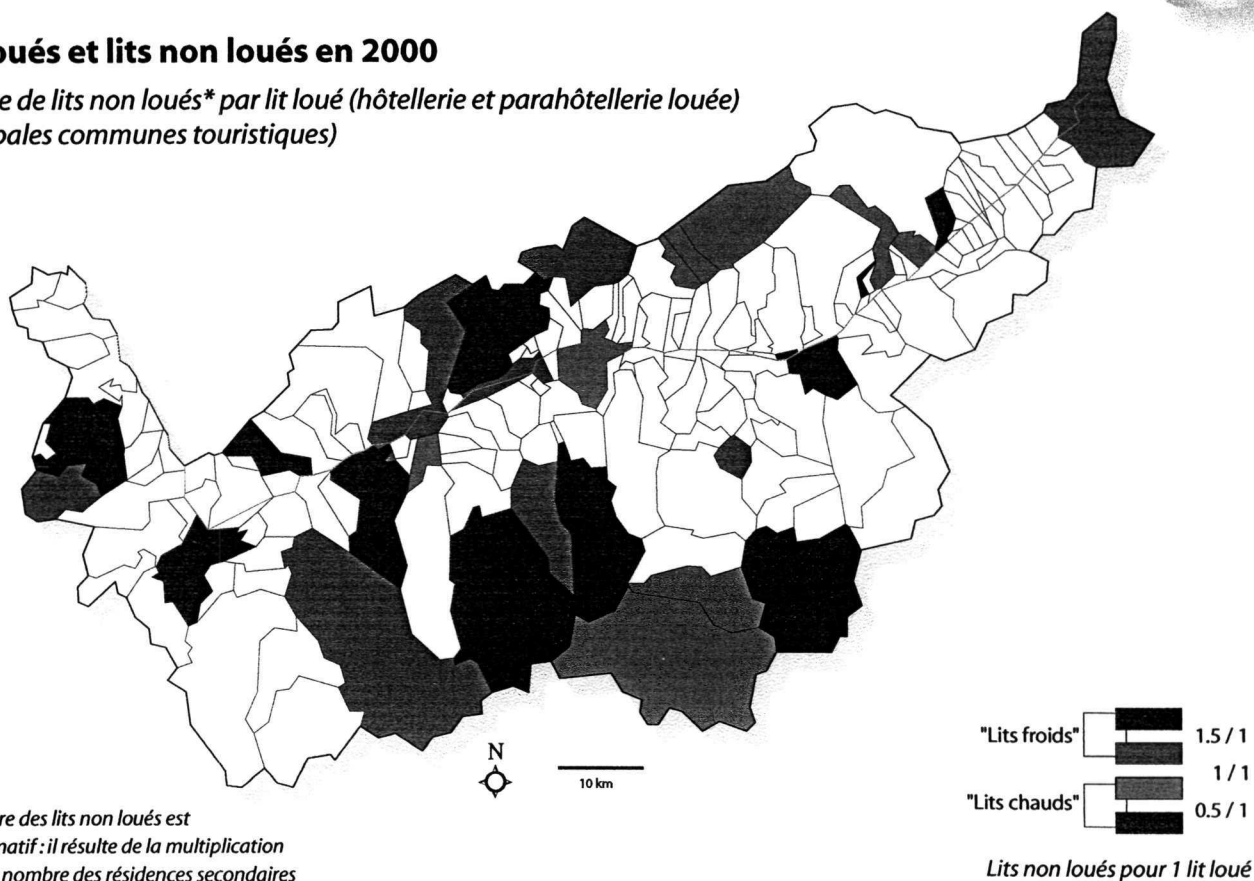 oués et lits non loués en 2000
e de lits non loués* par lit loué (hôtellerie et parahôtellerie louée)
pales communes touristiques)
N
10 km
"Lits froids"
1.5 / 1
1 / 1
"Lits chauds"
0.5 / 1
Lits non loués pour 1 lit loué
re des lits non loués est
matif : il résulte de la multiplication
nombre des résidences secondaires